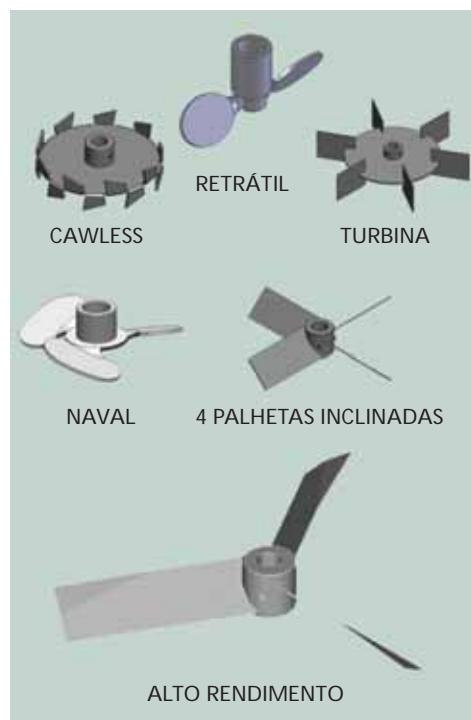 RETRÁTIL
CAWLESS
TURBINA
NAVAL
4 PALHETAS INCLINADAS
ALTO RENDIMENTO